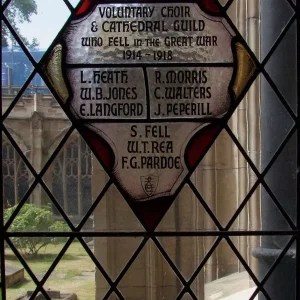 VOLUNTARY CHOIR
& CATHEDRAL GUILD
WHO FELL IN THE GREAT WAR
1914-1918
L. HEATH
W. B. JONES
E. LANGFORD
R. MORRIS
C. WALTERS
J. PEPERILL
S. FELL
W. T. REA
F. G. PARDOE